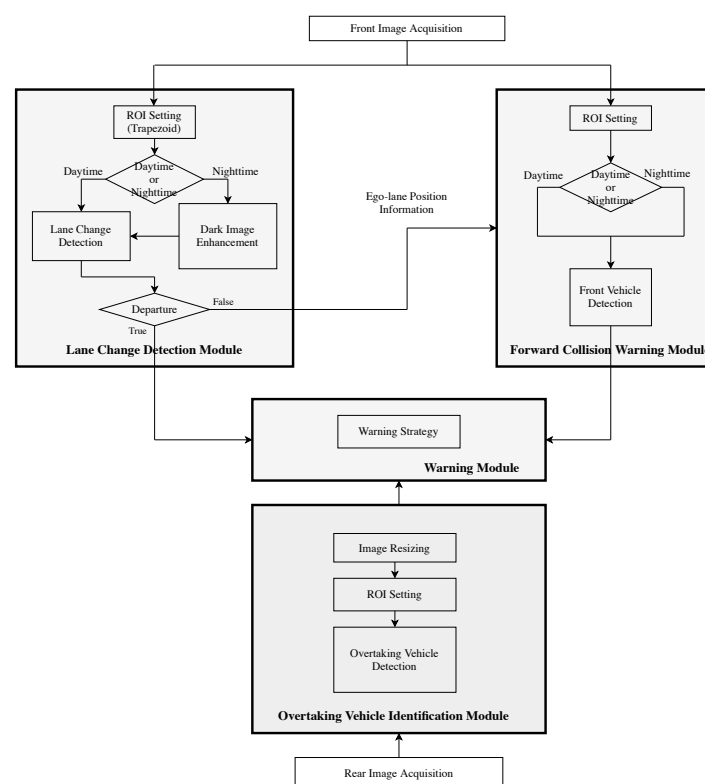 Front Image Acquisition
ROI Setting
(Trapezoid)
Daytime
Nighttime
Daytime
or
Nighttime
Lane Change
Detection
Dark Image
Enhancement
Departure
False
True
Lane Change Detection Module
Ego-lane Position
Information
ROI Setting
Daytime
Nighttime
Daytime
or
Nighttime
Front Vehicle
Detection
Forward Collision Warning Module
Warning Strategy
Warning Module
Image Resizing
ROI Setting
Overtaking Vehicle
Detection
Overtaking Vehicle Identification Module
Rear Image Acquisition